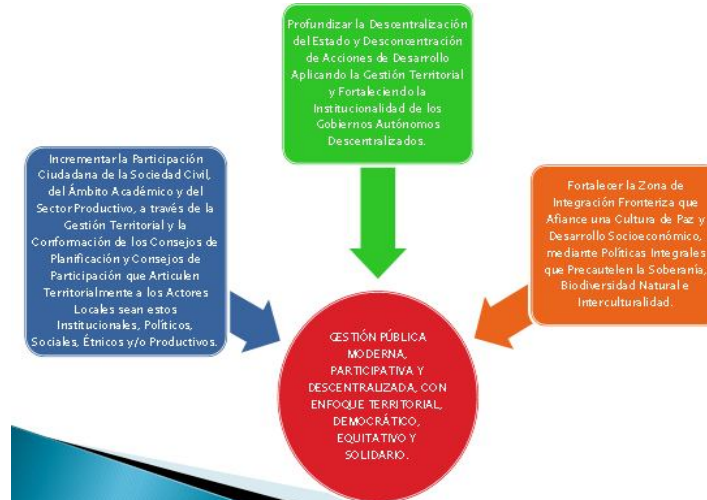 Profundizar la Descentralización
del Estado y Desconcentración
de Acciones de Desarrollo
Aplicando la Gestión Territorial
y Fortaleciendo la
Institucionalidad de los
Gobiernos Autónomos
Descentralizados.
Incrementar la Participación
Ciudadana de la Sociedad Civil,
del Ámbito Académico y del
Sector Productivo, a través de la
Gestión Territorial y la
Conformación de los Consejos de
Planificación y Consejos de
Participación que Articulen
Territorialmente a los Actores
Locales sean estos
Institucionales, Políticos,
Sociales, Étnicos y/o Productivos.
Fortalecer la Zona de
Integración Fronteriza que
Afiance una Cultura de Paz y
Desarrollo Socioeconómico,
mediante Políticas Integrales
que Precautelen la Soberanía,
Biodiversidad Natural e
Interculturalidad.
GESTIÓN PÚBLICA
MODERNA,
PARTICIPATIVA Y
DESCENTRALIZADA, CON
ENFOQUE TERRITORIAL,
DEMOCRÁTICO,
EQUITATIVO Y
SOLIDARIO.